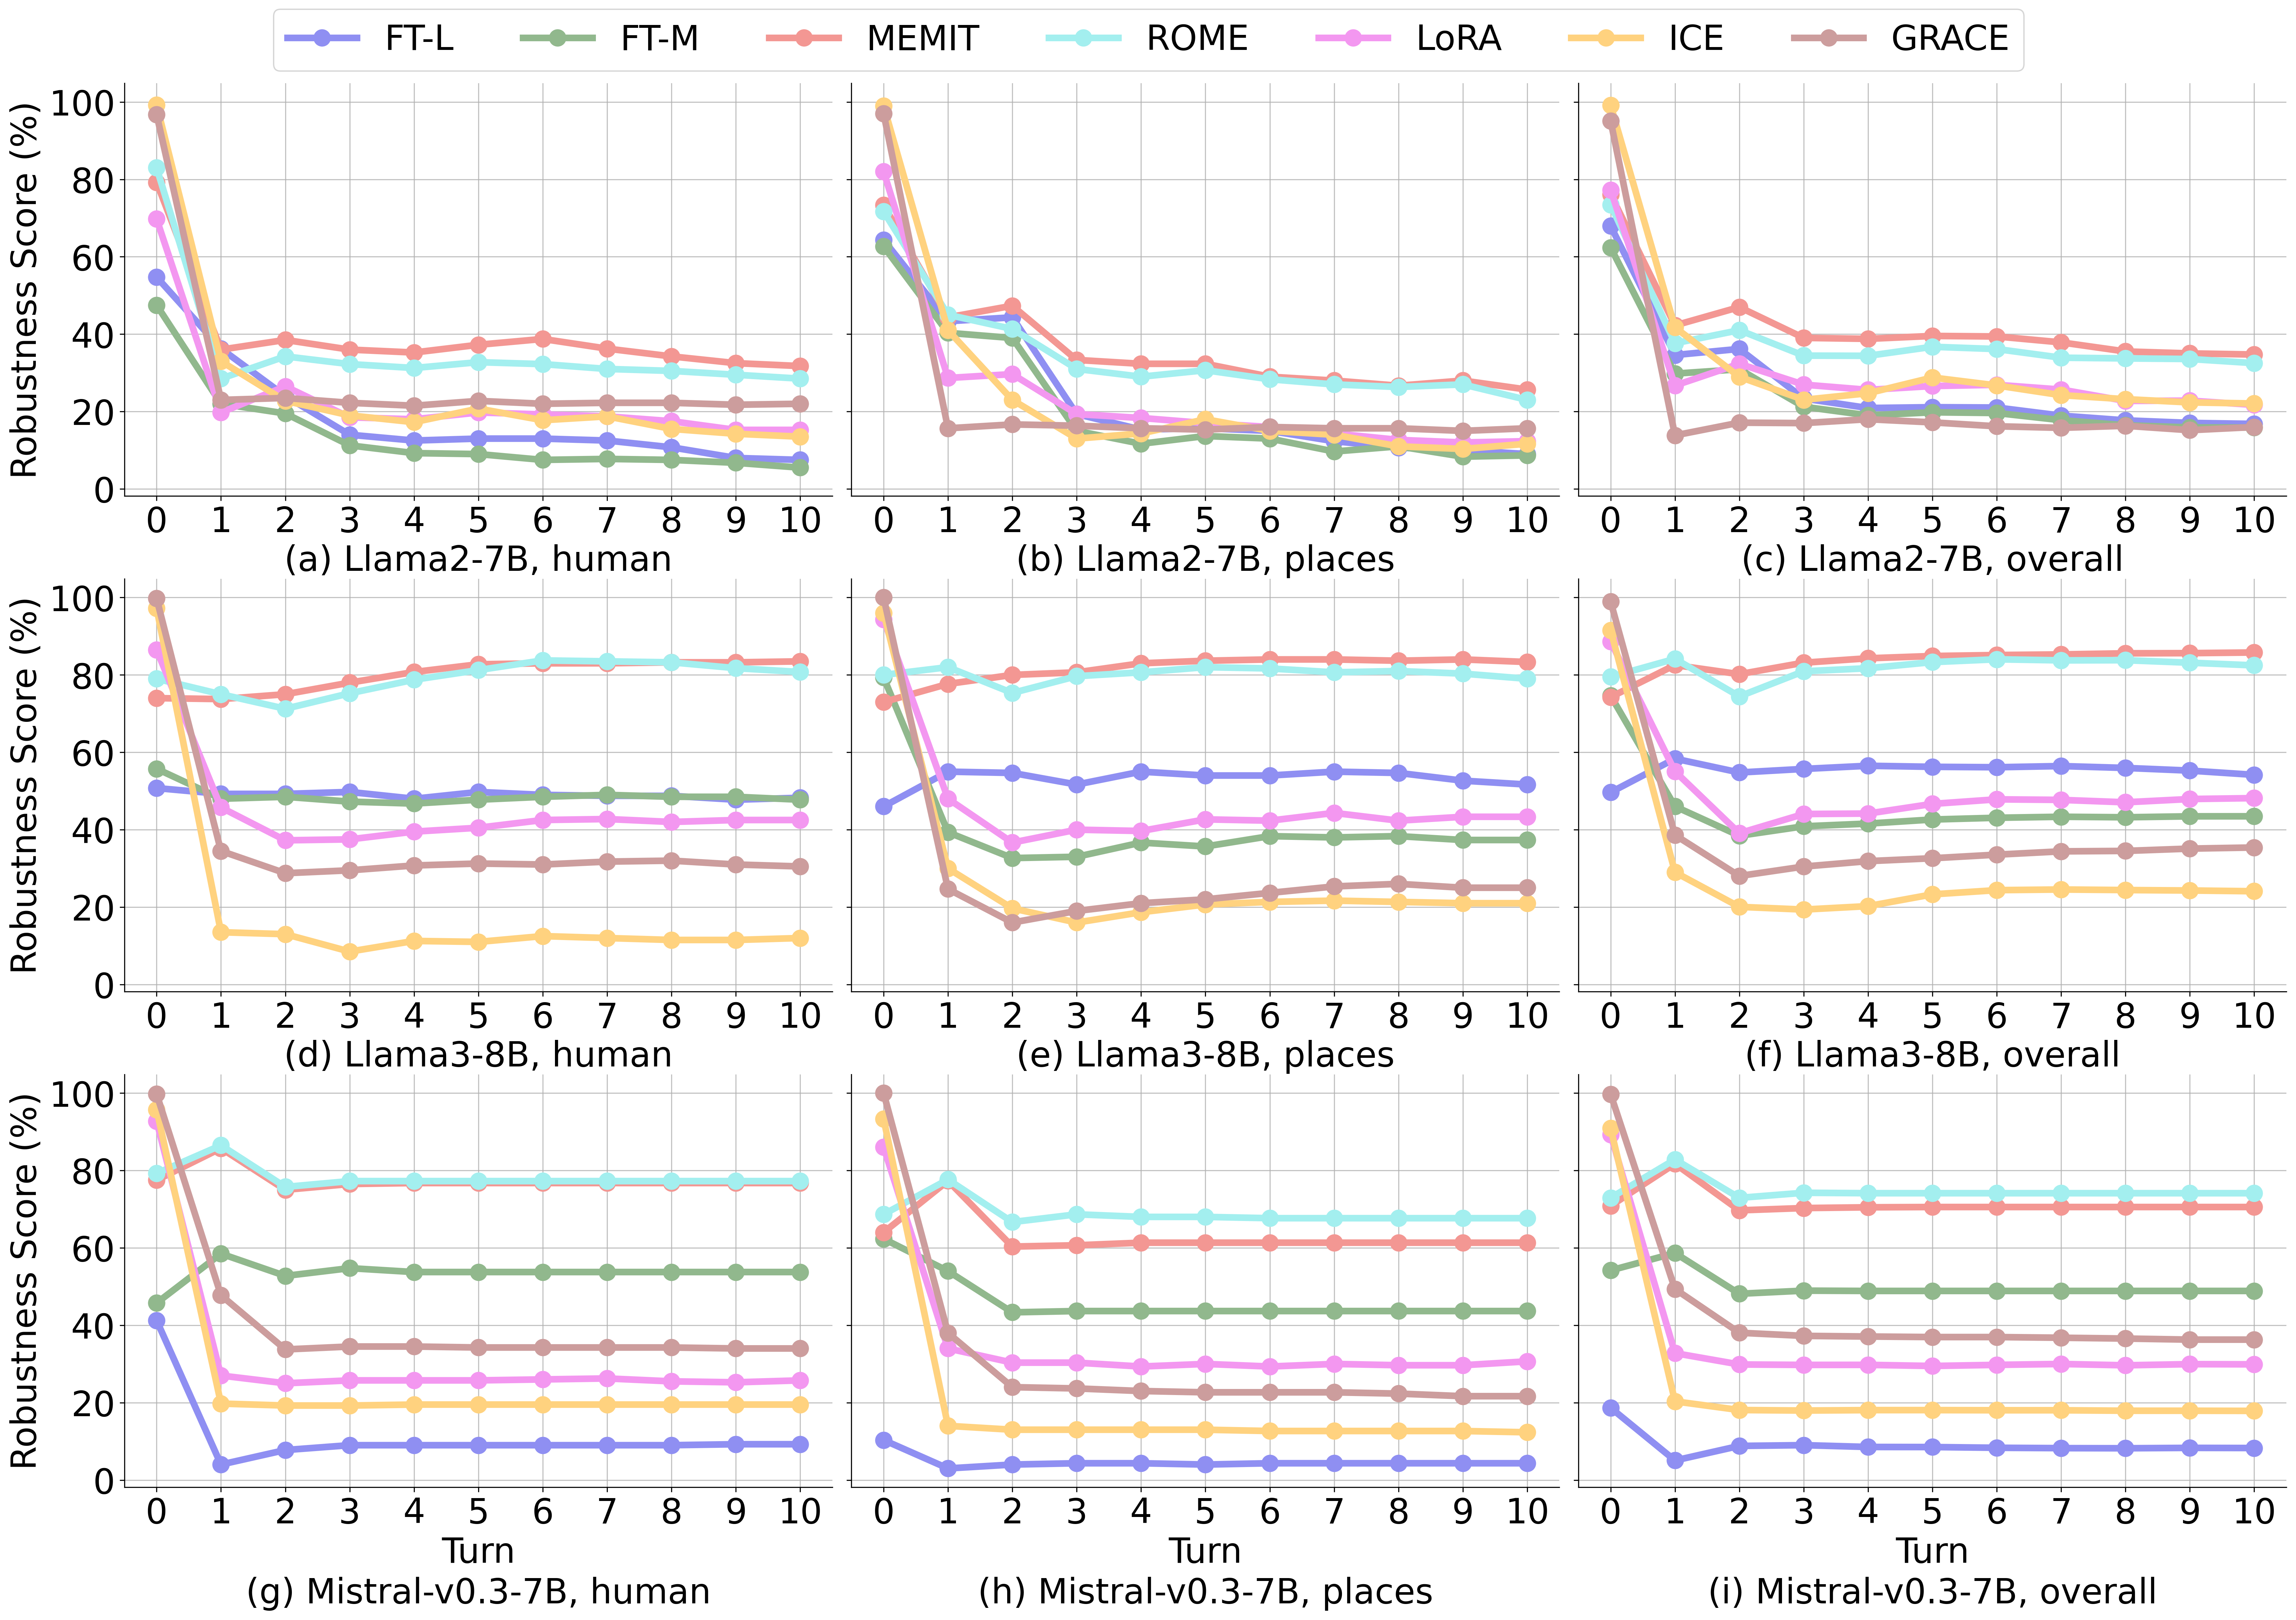 FT-L FT-M MEMIT ROME LoRA ICE GRACE
Robustness Score (%)
100
80
60
40
20
0
0 1 2 3 4 5 6 7 8 9 10
(a) Llama2-7B, human
0 1 2 3 4 5 6 7 8 9 10
(b) Llama2-7B, places
0 1 2 3 4 5 6 7 8 9 10
(c) Llama2-7B, overall
Robustness Score (%)
100
80
60
40
20
0
0 1 2 3 4 5 6 7 8 9 10
(d) Llama3-8B, human
0 1 2 3 4 5 6 7 8 9 10
(e) Llama3-8B, places
0 1 2 3 4 5 6 7 8 9 10
(f) Llama3-8B, overall
Robustness Score (%)
100
80
60
40
20
0
0 1 2 3 4 5 6 7 8 9 10
Turn
(g) Mistral-v0.3-7B, human
0 1 2 3 4 5 6 7 8 9 10
Turn
(h) Mistral-v0.3-7B, places
0 1 2 3 4 5 6 7 8 9 10
Turn
(i) Mistral-v0.3-7B, overall